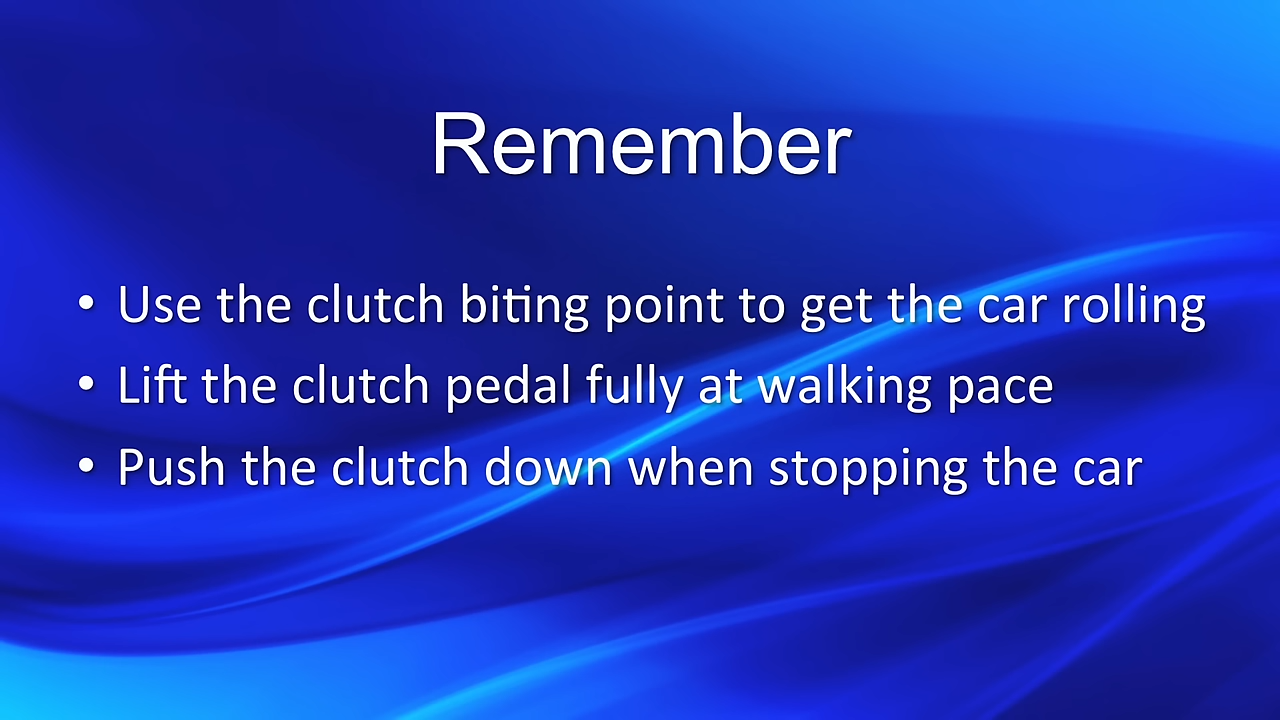 Remember
• Use the clutch biting point to get the car rolling
• Lift the clutch pedal fully at walking pace
• Push the clutch down when stopping the car